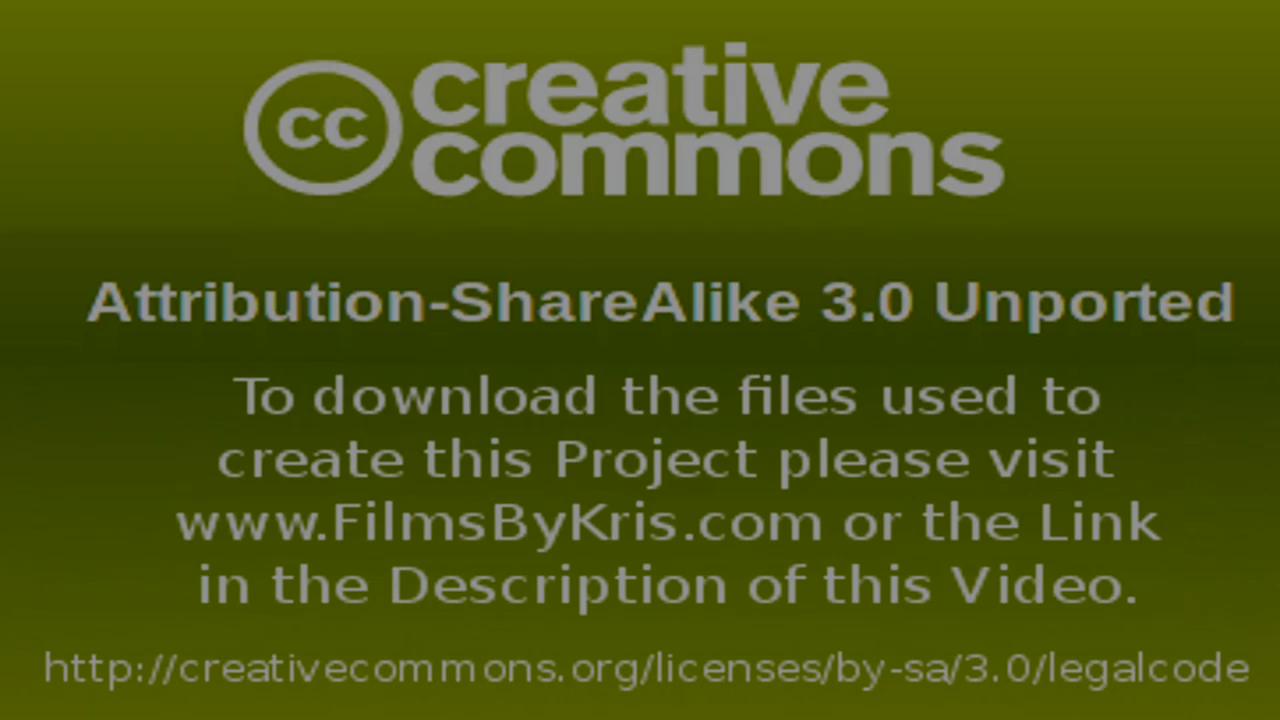 cc creative
commons
Attribution-ShareAlike 3.0 Unported
To download the files used to
create this Project please visit
www.FilmsByKris.com or the Link
in the Description of this Video.
http://creativecommons.org/licenses/by-sa/3.0/legalcode